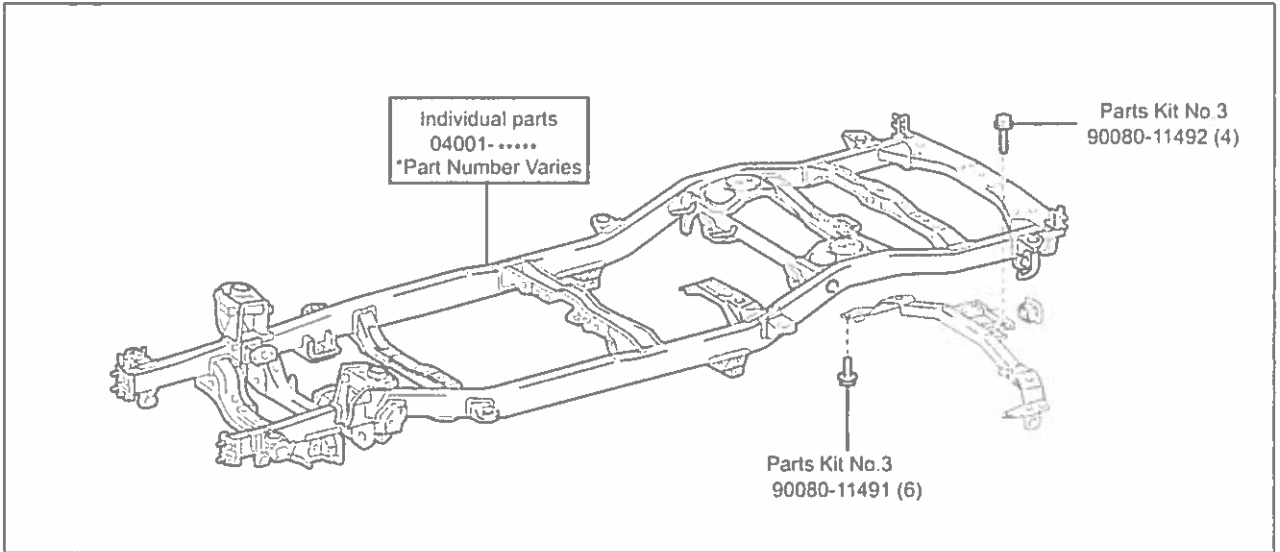 Individual parts
04001- •••••
*Part Number Varies
Parts Kit No.3
90080-11492 (4)
Parts Kit No.3
90080-11491 (6)